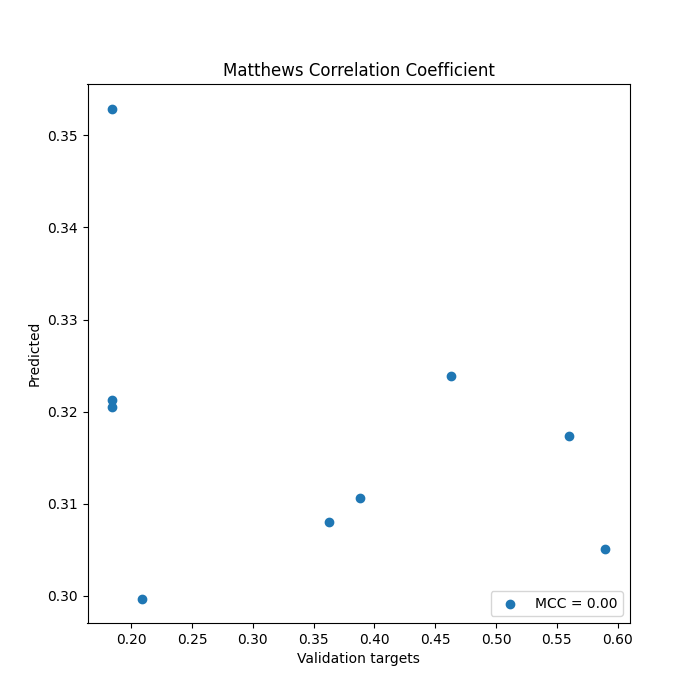 Matthews Correlation Coefficient
0.35
0.34
0.33
0.32
0.31
0.30
Predicted
MCC = 0.00
0.20 0.25 0.30 0.35 0.40 0.45 0.50 0.55 0.60
Validation targets